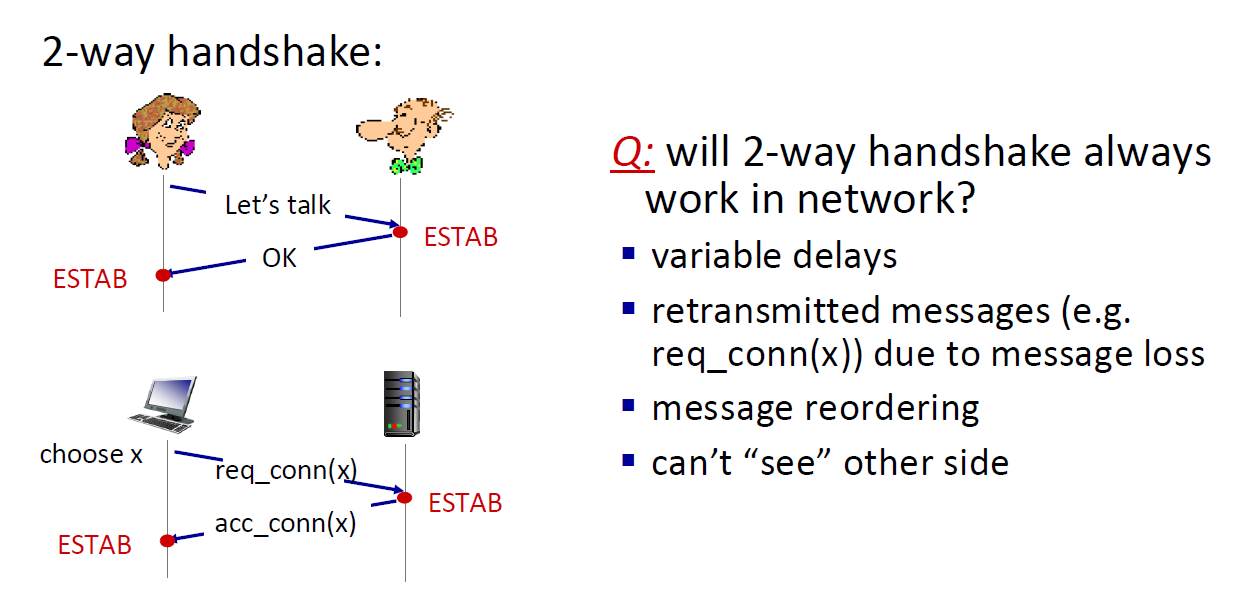 2-way handshake:
Let's talk
ESTAB
OK
ESTAB
choose x
req_conn(x)
ESTAB
acc_conn(x)
ESTAB
Q: will 2-way handshake always
work in network?
▪ variable delays
▪ retransmitted messages (e.g.
req_conn(x)) due to message loss
▪ message reordering
▪ can't “see” other side